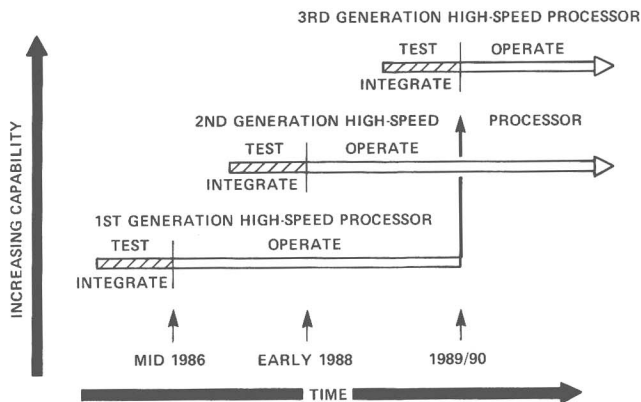 3RD GENERATION HIGH-SPEED PROCESSOR
TEST OPERATE
INTEGRATE
2ND GENERATION HIGH-SPEED PROCESSOR
TEST OPERATE
INTEGRATE
1ST GENERATION HIGH-SPEED PROCESSOR
TEST OPERATE
INTEGRATE
INCREASING CAPABILITY
MID 1986 EARLY 1988 1989/90
TIME